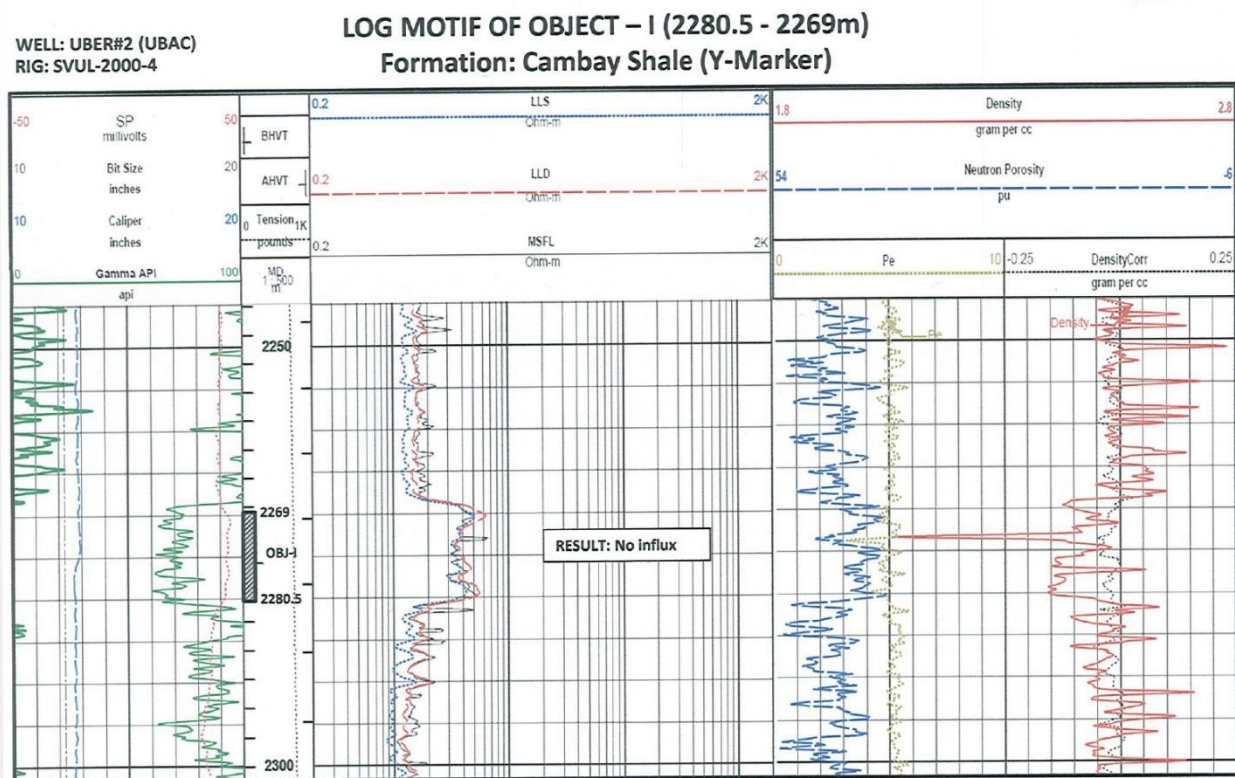 LOG MOTIF OF OBJECT – I (2280.5 - 2269m)
WELL: UBER#2 (UBAC)
RIG: SVUL-2000-4
Formation: Cambay Shale (Y-Marker)
-50 SP 50
millivolts
10 Bit Size 20
inches
10 Caliper 20
inches
0 Gamma API 100
api
BHVT
AHVT
0 Tension 1K
pounds
MD
1 : 500
m
0.2 LLS 2K
Ohm-m
0.2 LLD 2K
Ohm-m
0.2 MSFL 2K
Ohm-m
1.8 Density 2.8
gram per cc
54 Neutron Porosity -6
pu
0 Pe 10
-0.25 DensityCorr 0.25
gram per cc
Density
Pe
2250
2269
OBJ-I
2280.5
2300
RESULT: No influx